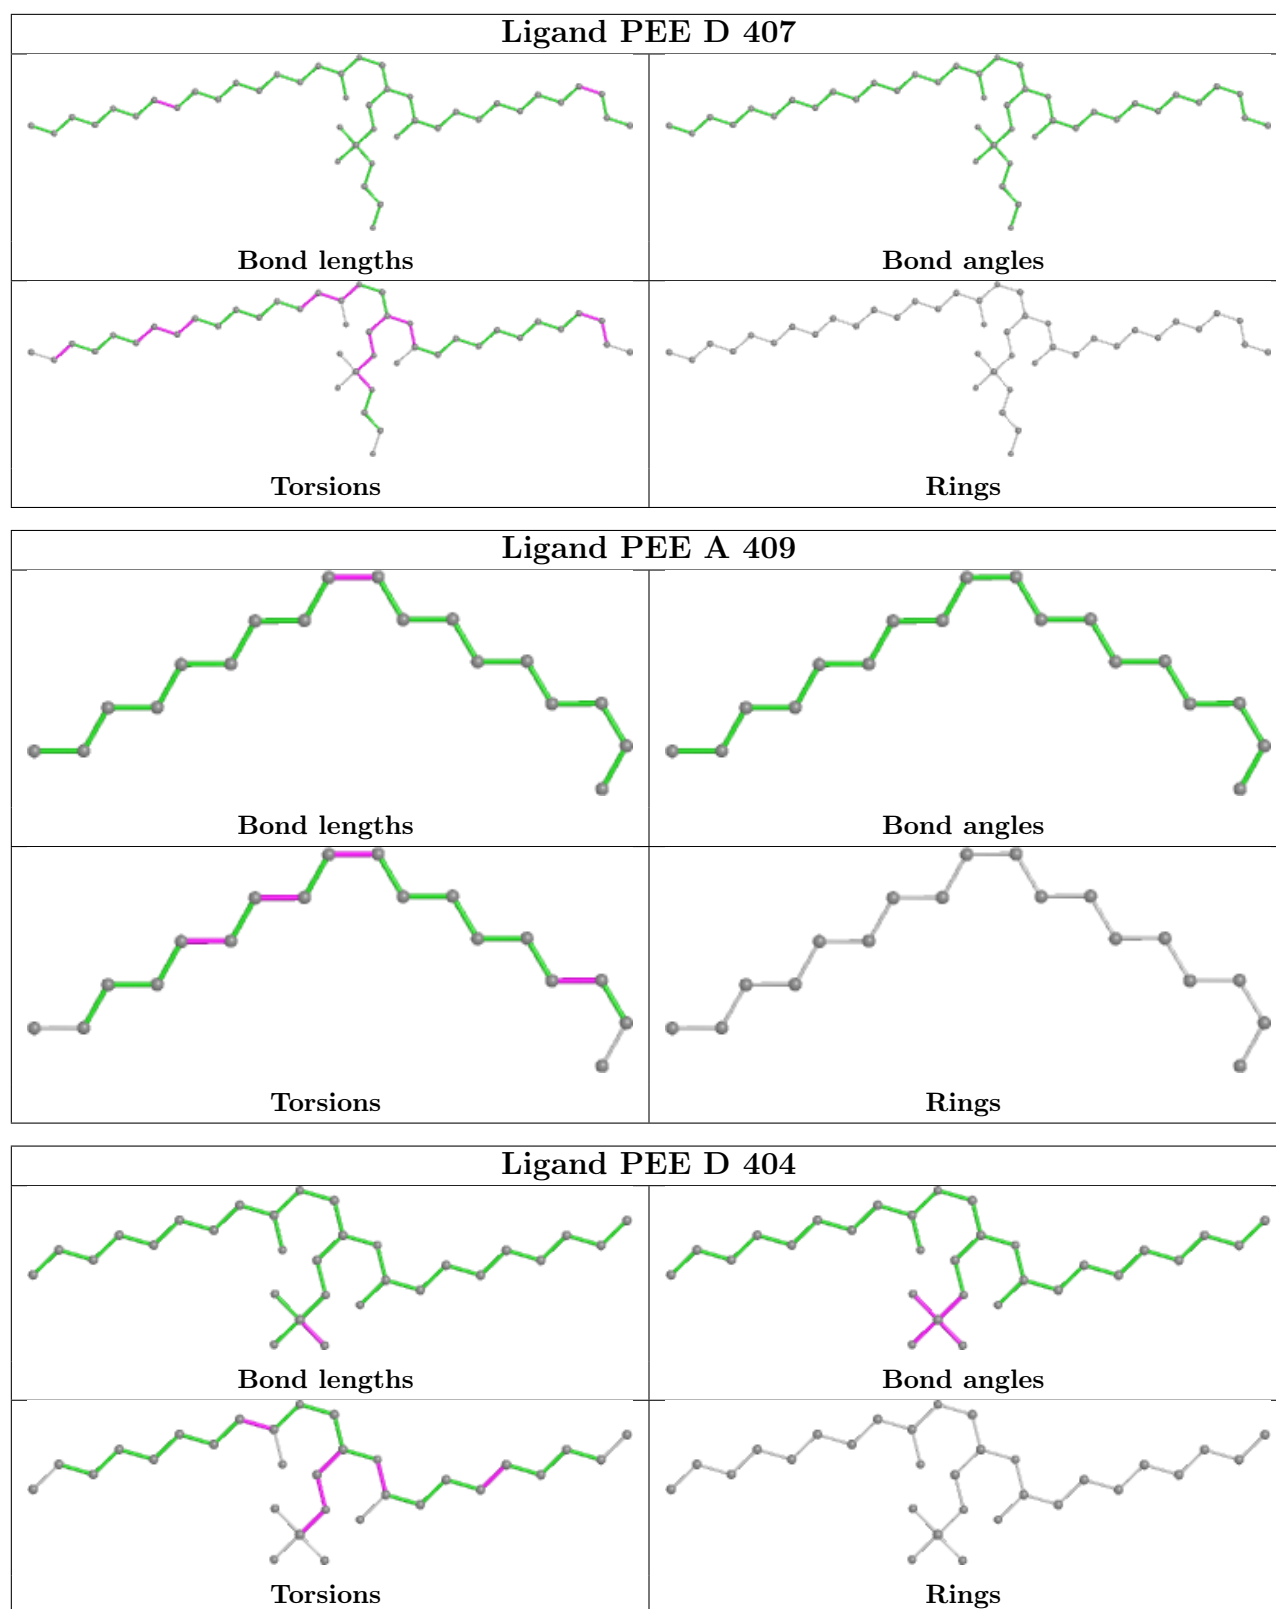 Ligand PEE D 407
Bond lengths
Bond angles
Torsions
Rings
Ligand PEE A 409
Bond lengths
Bond angles
Torsions
Rings
Ligand PEE D 404
Bond lengths
Bond angles
Torsions
Rings